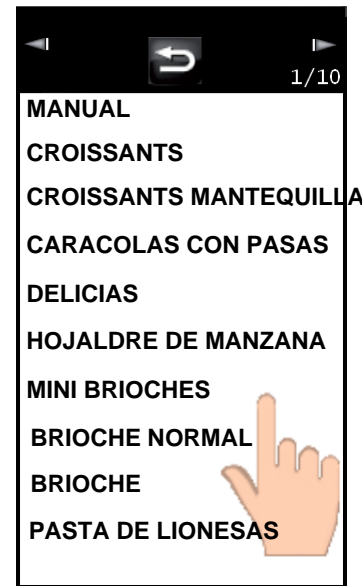 1/10
MANUAL
CROISSANTS
CROISSANTS MANTEQUILLA
CARACOLAS CON PASAS
DELICIAS
HOJALDRE DE MANZANA
MINI BRIOCHES
BRIOCHE NORMAL
BRIOCHE
PASTA DE LIONESAS